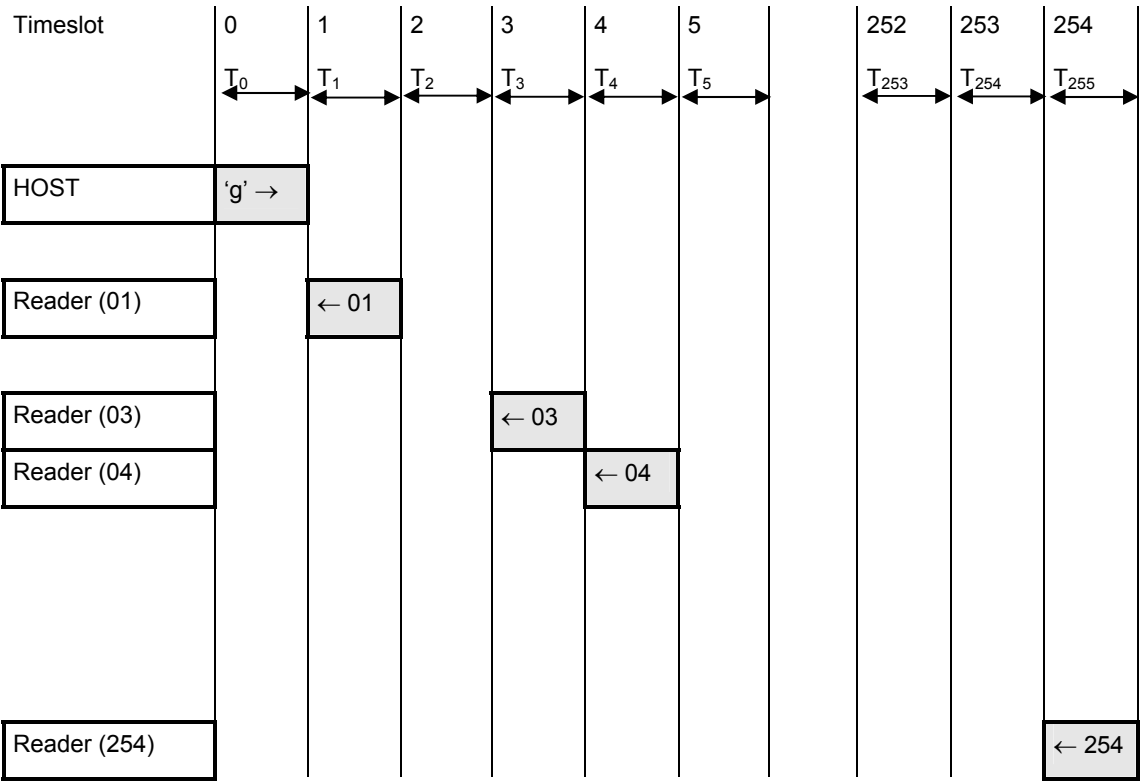 Timeslot 0 1 2 3 4 5 252 253 254
T₀ T₁ T₂ T₃ T₄ T₅ T₂₅₃ T₂₅₄ T₂₅₅
HOST ‘g’ →
Reader (01) ← 01
Reader (03) ← 03
Reader (04) ← 04
Reader (254) ← 254